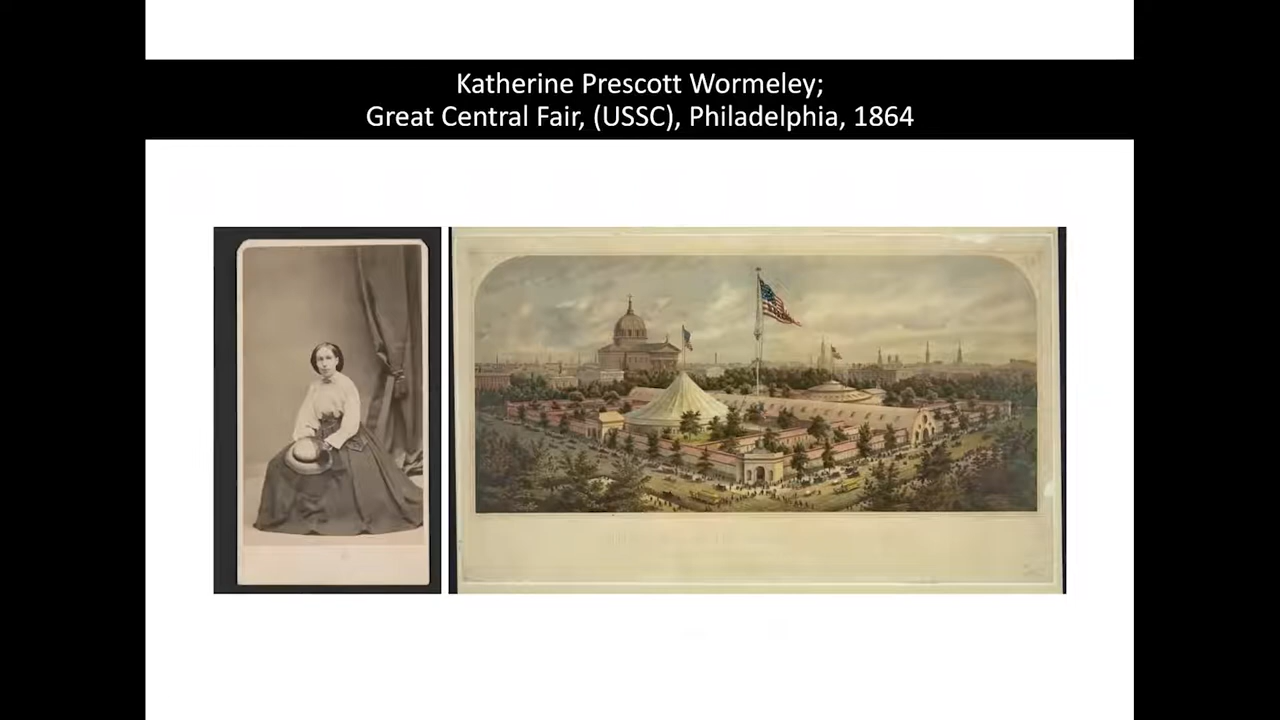 Katherine Prescott Wormeley;
Great Central Fair, (USSC), Philadelphia, 1864